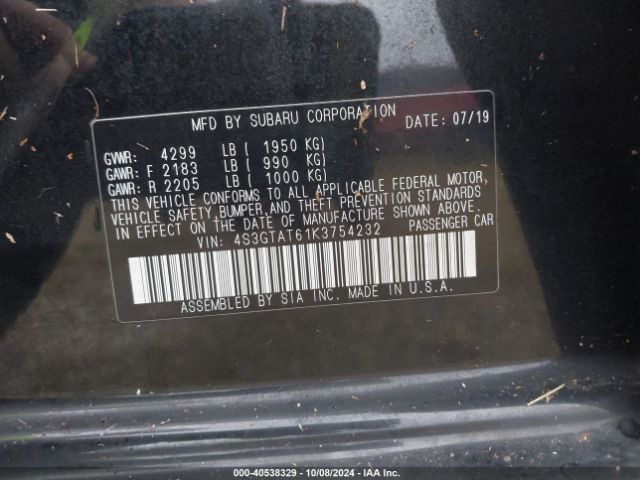 MFD BY SUBARU CORPORATION
DATE: 07/19
GVWR: 4299 LB ( 1950 KG)
GAWR: F 2183 LB ( 990 KG)
GAWR: R 2205 LB ( 1000 KG)
THIS VEHICLE CONFORMS TO ALL APPLICABLE FEDERAL MOTOR,
VEHICLE SAFETY, BUMPER, AND THEFT PREVENTION STANDARDS
IN EFFECT ON THE DATE OF MANUFACTURE SHOWN ABOVE.
VIN: 4S3GTAT61K3754232 PASSENGER CAR
ASSEMBLED BY SIA INC. MADE IN U.S.A.
000-40538329 - 10/08/2024 - IAA Inc.